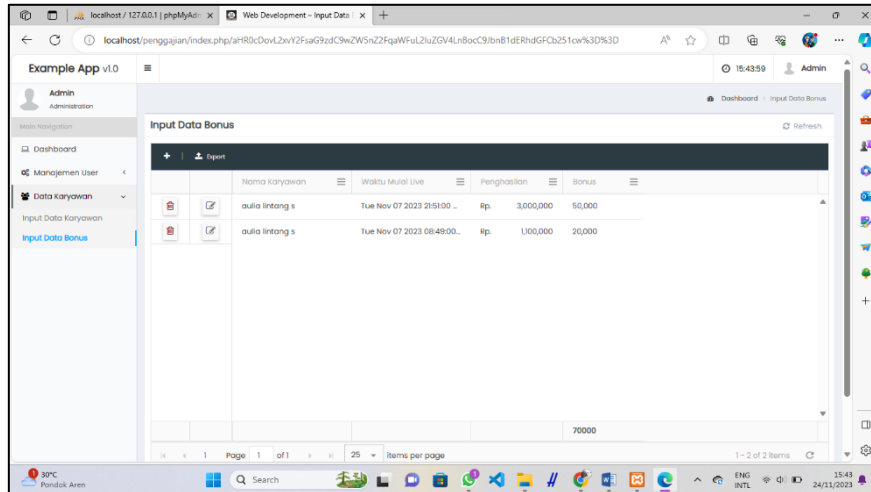 localhost / 127.0.0.1 | phpMyAdm
Web Development – Input Data
localhost/penggajian/index.php/aHR0cDovL2xvY2FsaG9zdC9wZW5nZ2FqaWFuL2luZGV4LnBocC9JbnB1dERhdGFCb251cw%3D%3D
Example App v1.0
15:43:59 Admin
Admin
Administration
Dashboard Input Data Bonus
Main Navigation
Input Data Bonus Refresh
Dashboard
Export
Manajemen User
Nama Karyawan Waktu Mulai Live Penghasilan Bonus
Data Karyawan
aulia lintang s Tue Nov 07 2023 21:51:00 ... Rp. 3,000,000 50,000
Input Data Karyawan
aulia lintang s Tue Nov 07 2023 08:49:00... Rp. 1,100,000 20,000
Input Data Bonus
70000
1 Page 1 of 1 25 items per page 1 - 2 of 2 items
1
30°C
Pondok Aren
Search
ENG
INTL
15:43
24/11/2023